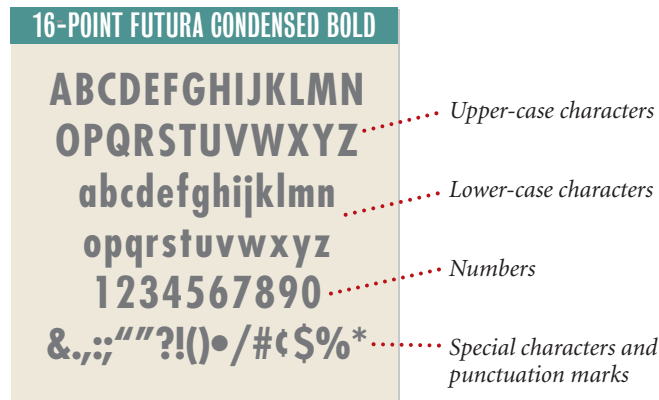 16-POINT FUTURA CONDENSED BOLD
ABCDEFGHIJKLMN
OPQRSTUVWXYZ
abcdefghijklmn
opqrstuvwxyz
1234567890
&.,:;“”?!()•/#¢$%*
Upper-case characters
Lower-case characters
Numbers
Special characters and
punctuation marks